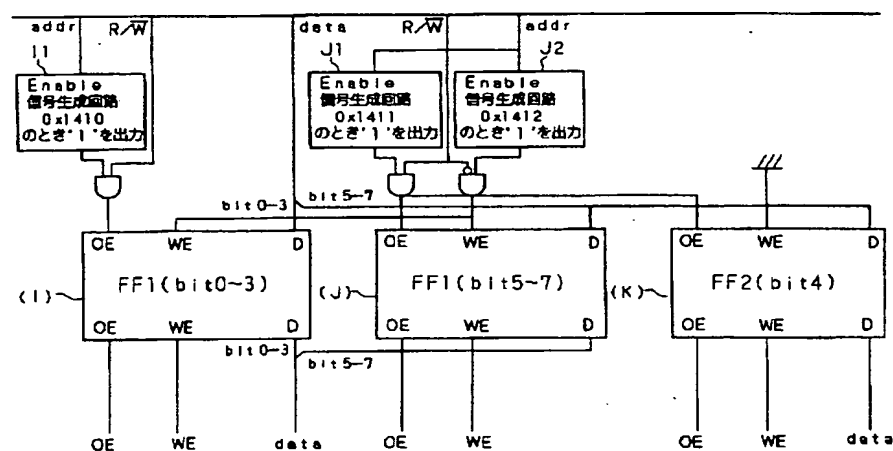 addr R/W data R/W addr
I1 J1 J2
Enable
信号生成回路
0x1410
のとき"1"を出力
Enable
信号生成回路
0x1411
のとき"1"を出力
Enable
信号生成回路
0x1412
のとき"1"を出力
bit0-3 bit5-7
OE WE D OE WE D OE WE D
(I) FF1(bit0~3) (J) FF1(bit5~7) (K) FF2(bit4)
OE WE D OE WE D OE WE D
bit0-3 bit5-7
OE WE data OE WE OE WE data